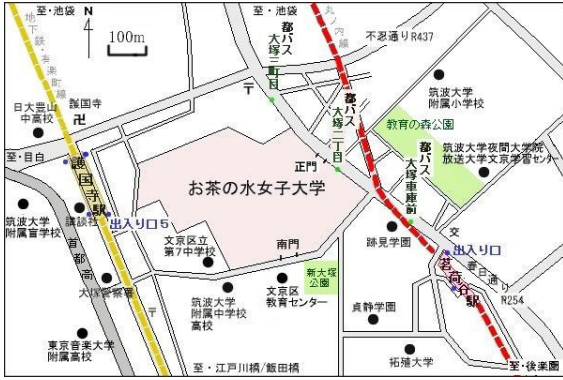 至・池袋
N
100m
地下鉄・有楽町線
日大豊山
中高校
護国寺
卍
〒
都バス
大塚三丁目
至・池袋
丸ノ内線
不忍通りR437
都バス
大塚二丁目
筑波大学
附属小学校
教育の森公園
都バス
大塚車庫前
筑波大学夜間大学院
放送大学文京学習センター
至・目白
護国寺駅
正門
お茶の水女子大学
筑波大学
附属盲学校
講談社
出入り口5
首都高
文京区立
第7中学校
南門
跡見学園
交
出入り口
春日通り
R254
茗荷谷駅
大塚警察署
〒
筑波大学
附属中学校
高校
文京区
教育センター
新大塚
公園
貞静学園
東京音楽大学
附属高校
拓殖大学
至・江戸川橋/飯田橋
至・後楽園